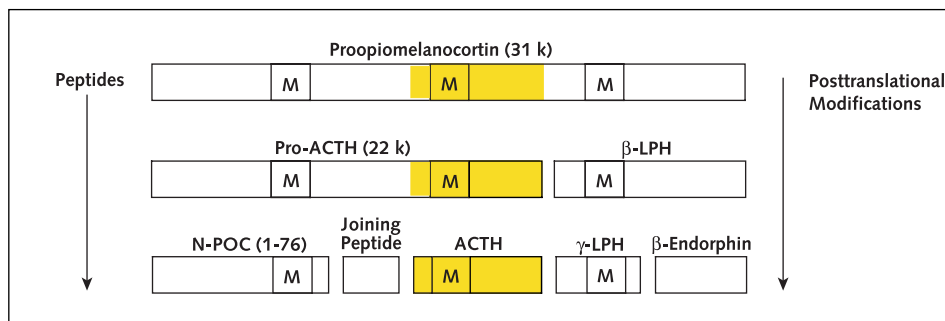 Proopiomelanocortin (31 k)
Peptides
M M M
Posttranslational
Modifications
Pro-ACTH (22 k) β-LPH
M M M
N-POC (1-76) Joining
Peptide ACTH γ-LPH β-Endorphin
M M M